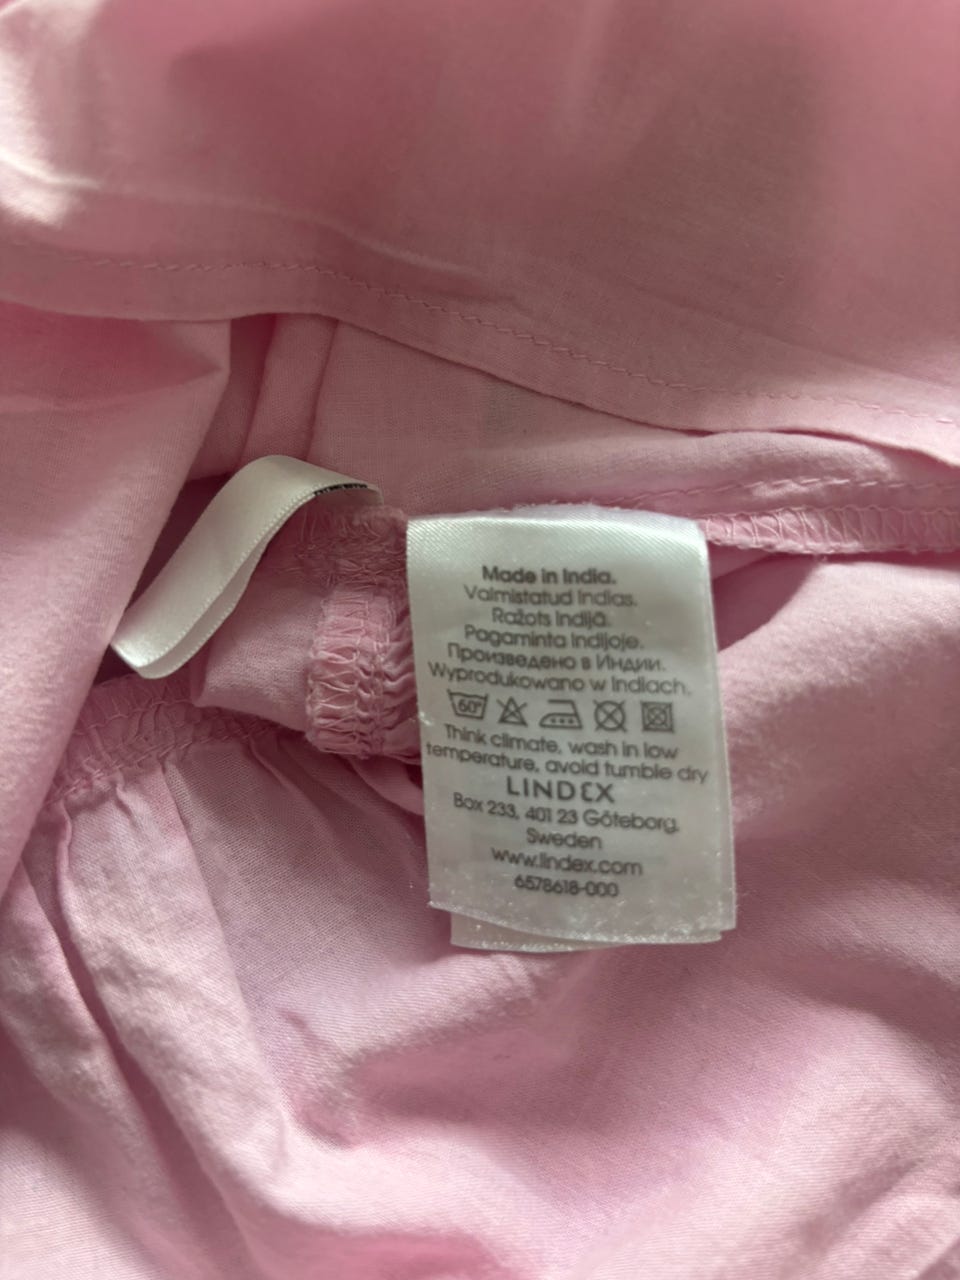 Made in India.
Valmistatud Indias.
Ražots Indijā.
Pagaminta Indijoje.
Произведено в Индии.
Wyprodukowano w Indiach.
60°
Think climate, wash in low
temperature, avoid tumble dry
LINDEX
Box 233, 401 23 Göteborg,
Sweden
www.lindex.com
6578618-000